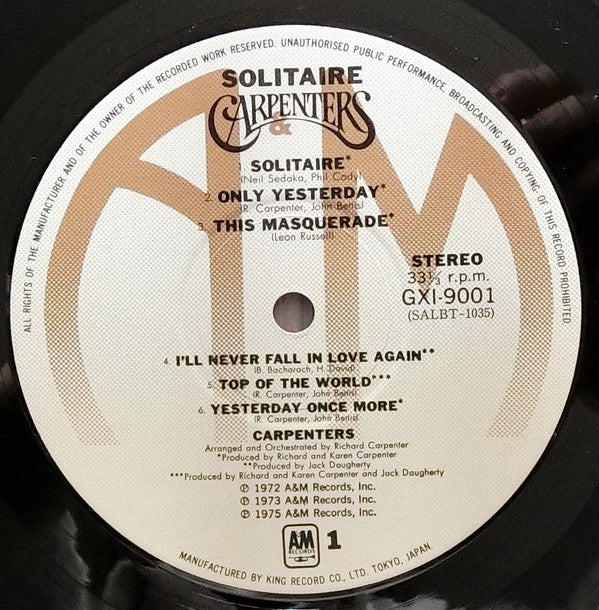 ALL RIGHTS OF THE MANUFACTURER AND OF THE OWNER OF THE RECORDED WORK RESERVED. UNAUTHORISED PUBLIC PERFORMANCE, BROADCASTING AND COPYING OF THIS RECORD PROHIBITED
SOLITAIRE
CARPENTERS
&
1. SOLITAIRE*
(Neil Sedaka, Phil Cody)
2. ONLY YESTERDAY*
(R. Carpenter, John Bettis)
3. THIS MASQUERADE*
(Leon Russell)
STEREO
33 1/3 r.p.m.
GXI-9001
(SALBT-1035)
4. I'LL NEVER FALL IN LOVE AGAIN**
(B. Bacharach, H. David)
5. TOP OF THE WORLD***
(R. Carpenter, John Bettis)
6. YESTERDAY ONCE MORE*
(R. Carpenter, John Bettis)
CARPENTERS
Arranged and Orchestrated by Richard Carpenter
*Produced by Richard and Karen Carpenter
**Produced by Jack Daugherty
***Produced by Richard and Karen Carpenter and Jack Daugherty
℗ 1972 A&M Records, Inc.
℗ 1973 A&M Records, Inc.
℗ 1975 A&M Records, Inc.
AM
RECORDS
1
MANUFACTURED BY KING RECORD CO., LTD. TOKYO, JAPAN.